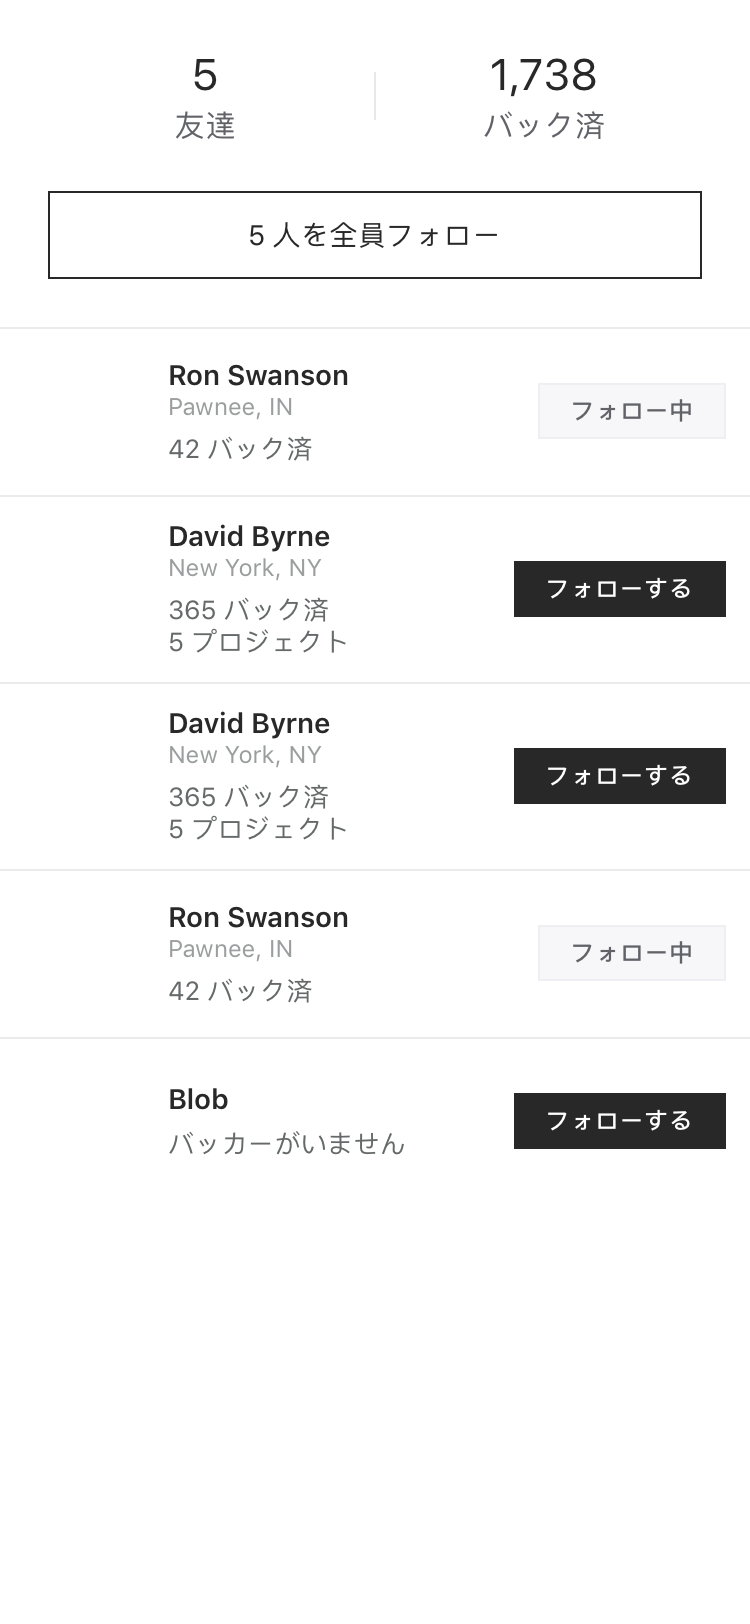 5
友達
1,738
バック済
5 人を全員フォロー
Ron Swanson
Pawnee, IN
42 バック済
フォロー中
David Byrne
New York, NY
365 バック済
5 プロジェクト
フォローする
David Byrne
New York, NY
365 バック済
5 プロジェクト
フォローする
Ron Swanson
Pawnee, IN
42 バック済
フォロー中
Blob
バッカーがいません
フォローする